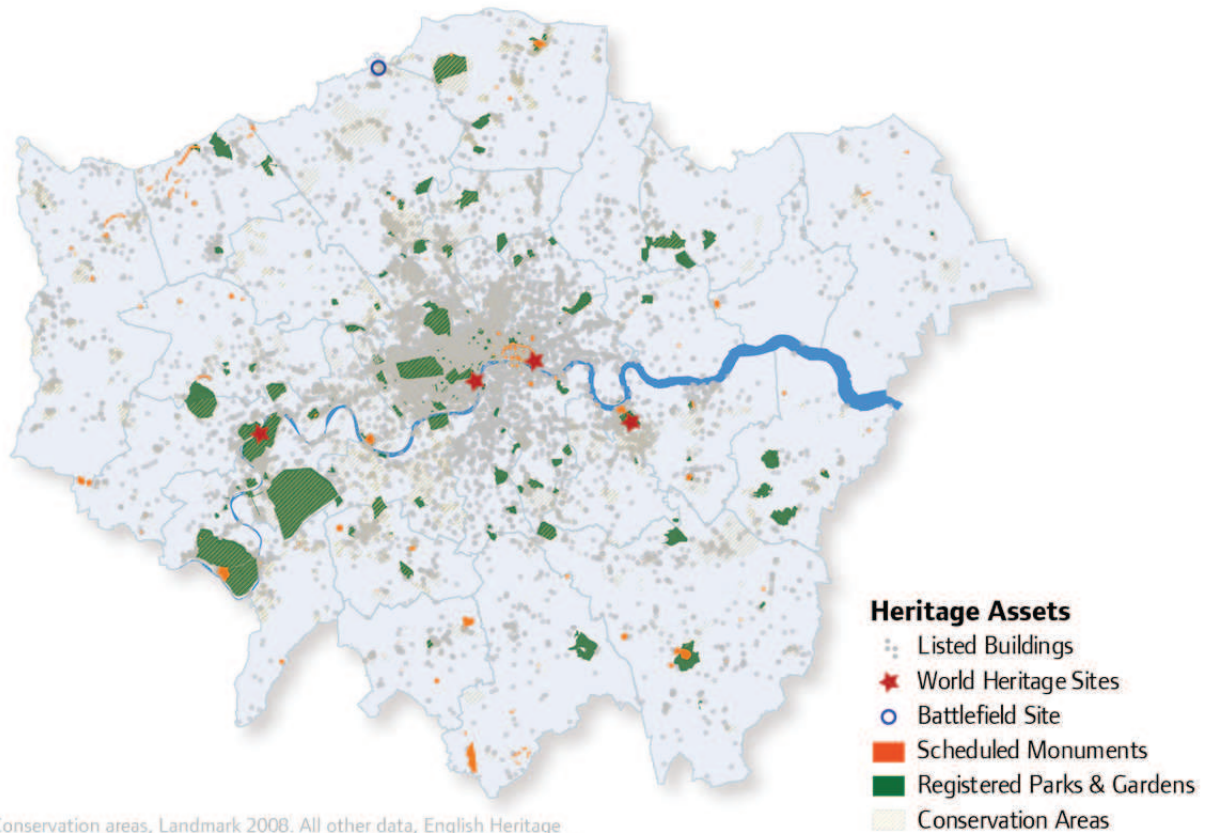 Heritage Assets
Listed Buildings
World Heritage Sites
Battlefield Site
Scheduled Monuments
Registered Parks & Gardens
Conservation Areas
Conservation areas, Landmark 2008. All other data, English Heritage